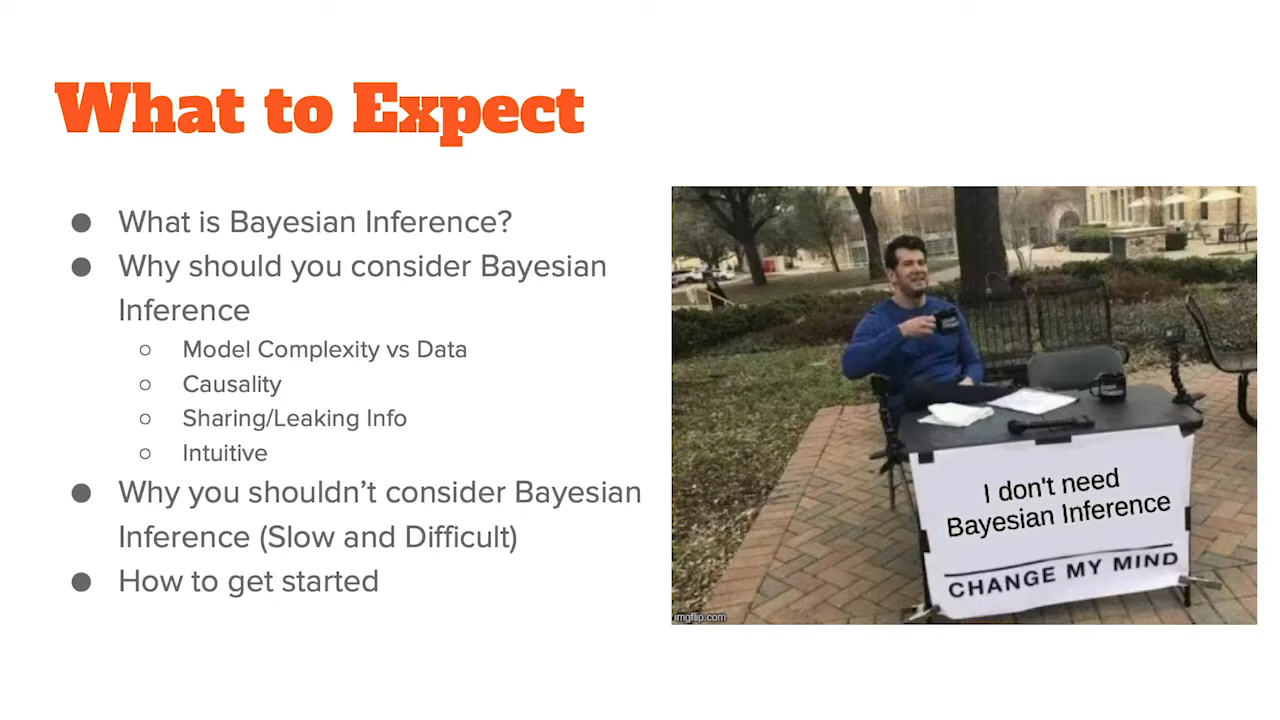 What to Expect
What is Bayesian Inference?
Why should you consider Bayesian
Inference
Model Complexity vs Data
Causality
Sharing/Leaking Info
Intuitive
Why you shouldn't consider Bayesian
Inference (Slow and Difficult)
How to get started
I don't need
Bayesian Inference
CHANGE MY MIND
imgflip.com